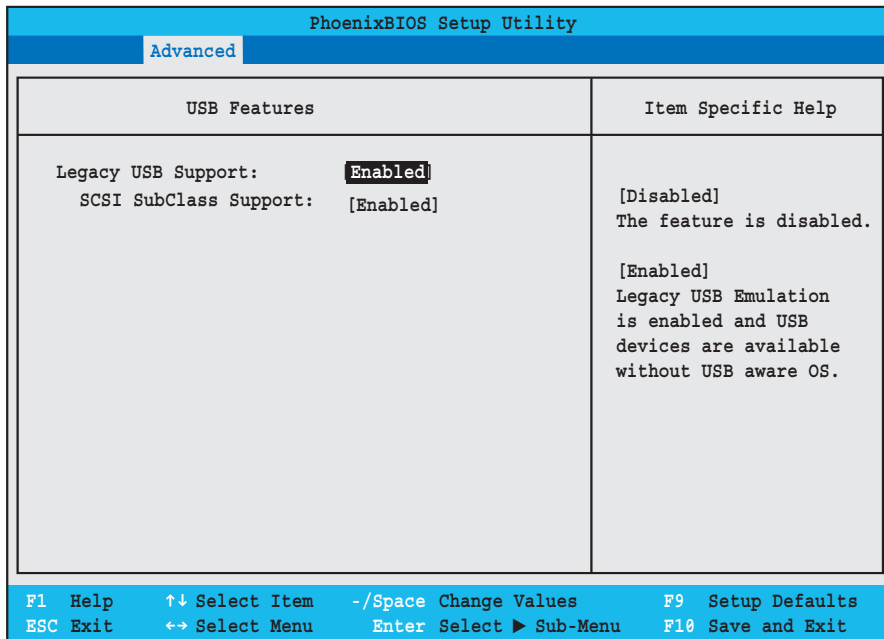 PhoenixBIOS Setup Utility
Advanced
USB Features
Item Specific Help
Legacy USB Support: [Enabled]
SCSI SubClass Support: [Enabled]
[Disabled]
The feature is disabled.
[Enabled]
Legacy USB Emulation
is enabled and USB
devices are available
without USB aware OS.
F1 Help ↑↓ Select Item -/Space Change Values F9 Setup Defaults
ESC Exit ←→ Select Menu Enter Select ▶ Sub-Menu F10 Save and Exit